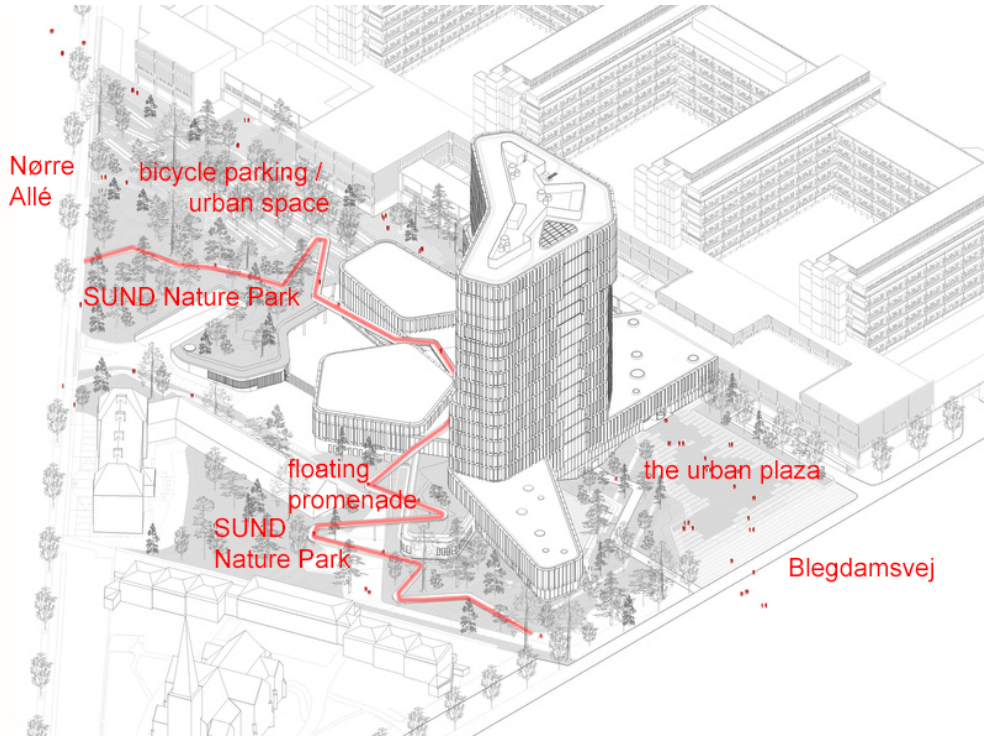 Nørre
Allé
bicycle parking /
urban space
SUND Nature Park
floating
promenade
SUND
Nature Park
the urban plaza
Blegdamsvej